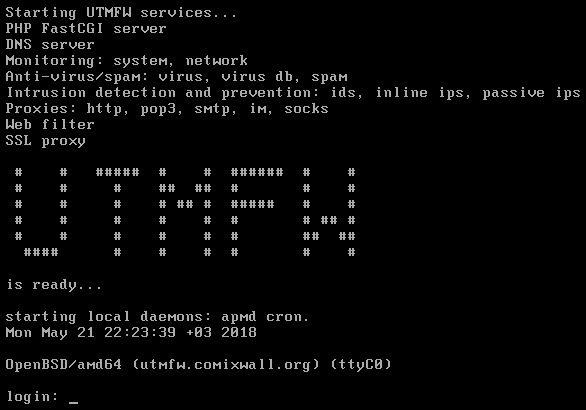 Starting UTMFW services...
PHP FastCGI server
DNS server
Monitoring: system, network
Anti-virus/spam: virus, virus db, spam
Intrusion detection and prevention: ids, inline ips, passive ips
Proxies: http, pop3, smtp, im, socks
Web filter
SSL proxy
UTMFW
is ready...
starting local daemons: apmd cron.
Mon May 21 22:23:39 +03 2018
OpenBSD/amd64 (utmfw.comixwall.org) (ttyC0)
login: _